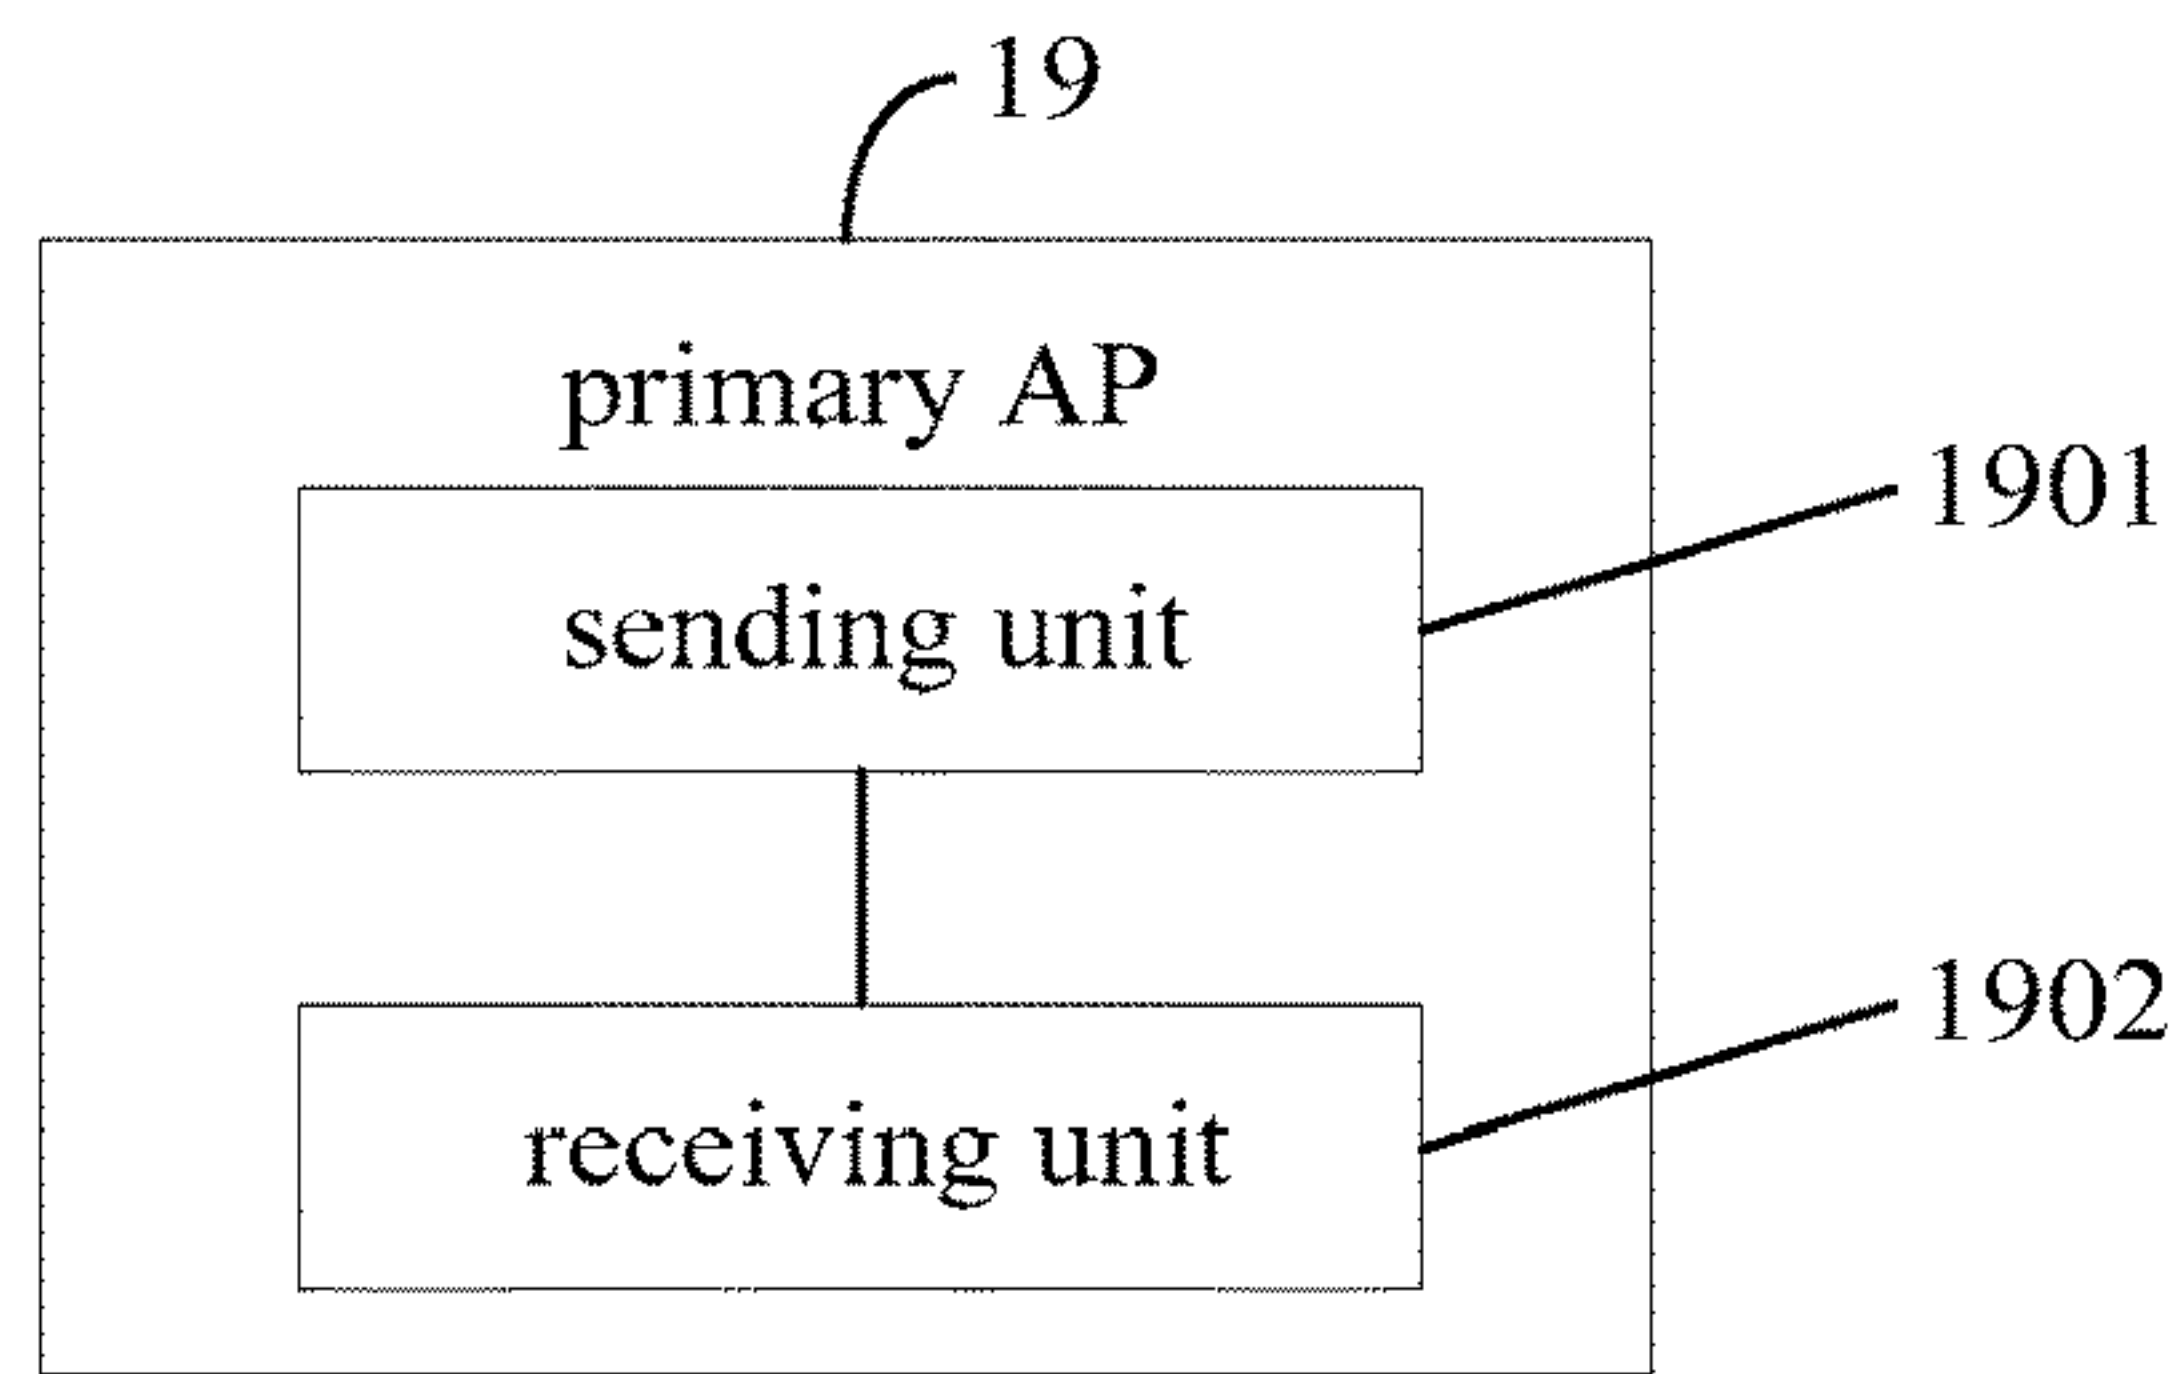 19
primary AP
1901
sending unit
1902
receiving unit